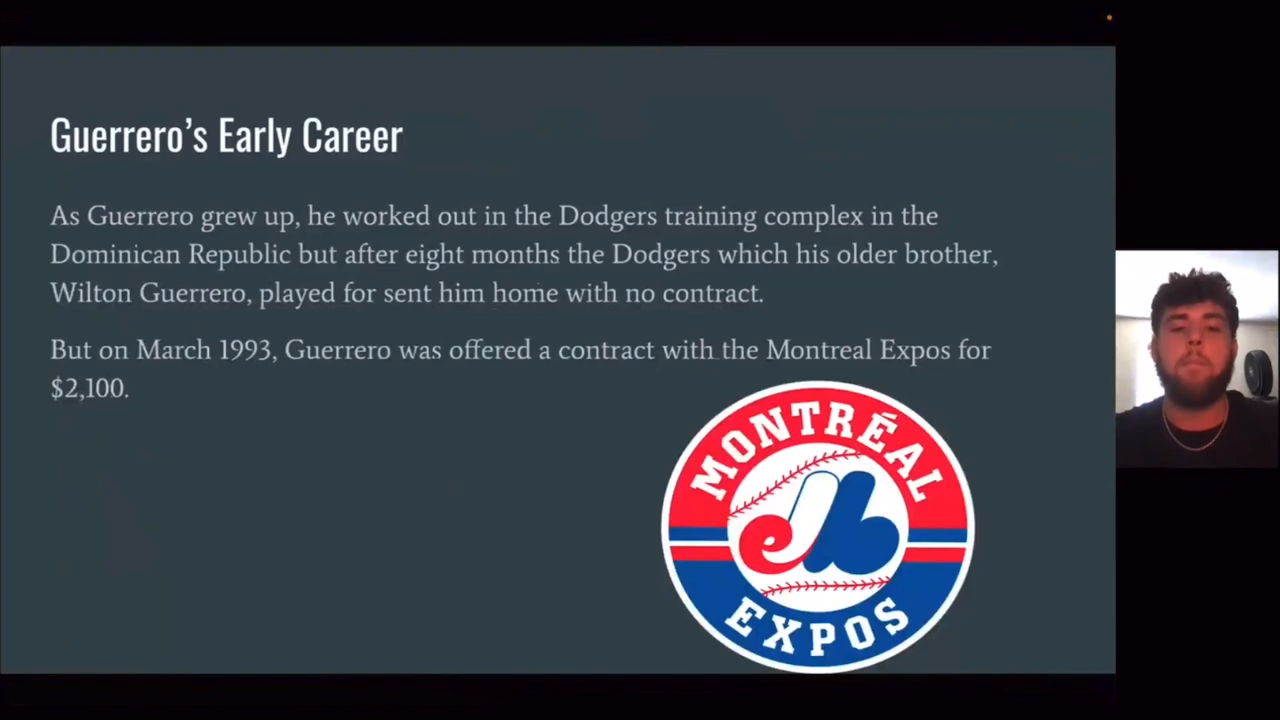 Guerrero’s Early Career
As Guerrero grew up, he worked out in the Dodgers training complex in the
Dominican Republic but after eight months the Dodgers which his older brother,
Wilton Guerrero, played for sent him home with no contract.
But on March 1993, Guerrero was offered a contract with the Montreal Expos for
$2,100.
MONTRÉAL
EXPOS